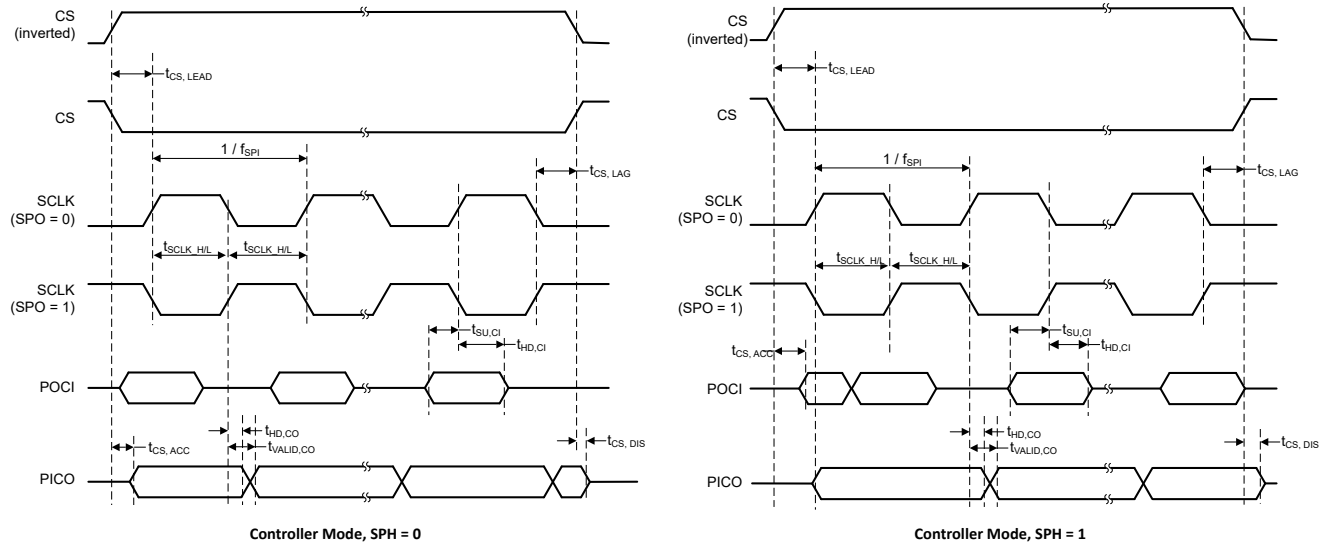 CS
(inverted)
tCS, LEAD
CS
1 / fSPI
tCS, LAG
SCLK
(SPO = 0)
tSCLK_H/L
tSCLK_H/L
SCLK
(SPO = 1)
tSU,CI
tHD,CI
POCI
tHD,CO
tCS, ACC
tVALID,CO
tCS, DIS
PICO
Controller Mode, SPH = 0
CS
(inverted)
tCS, LEAD
CS
1 / fSPI
tCS, LAG
SCLK
(SPO = 0)
tSCLK_H/L
tSCLK_H/L
SCLK
(SPO = 1)
tSU,CI
tHD,CI
tCS, ACC
POCI
tHD,CO
tVALID,CO
tCS, DIS
PICO
Controller Mode, SPH = 1